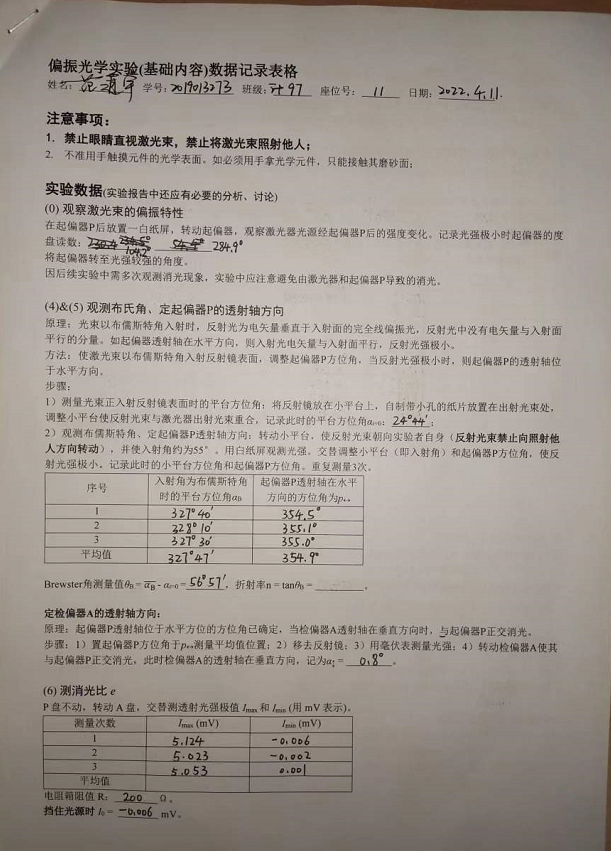 偏振光学实验(基础内容)数据记录表格
姓名: 学号: 2019013273 班级: 计97 座位号: 11 日期: 2022.4.11.
注意事项:
1. 禁止眼睛直视激光束，禁止将激光束照射他人；
2. 不准用手触摸元件的光学表面。如必须用手拿光学元件，只能接触其磨砂面；
实验数据(实验报告中还应有必要的分析、讨论)
(0) 观察激光束的偏振特性
在起偏器P后放置一白纸屏，转动起偏器，观察激光器光源经起偏器P后的强度变化。记录光强极小时起偏器的度
盘读数: 104.2° 284.9°
将起偏器转至光强较强的角度。
因后续实验中需多次观测消光现象，实验中应注意避免由激光器和起偏器P导致的消光。
(4)&(5) 观测布氏角、定起偏器P的透射轴方向
原理：光束以布儒斯特角入射时，反射光为电矢量垂直于入射面的完全线偏振光，反射光中没有电矢量与入射面
平行的分量。如起偏器透射轴在水平方向，则入射光电矢量与入射面平行，反射光强极小。
方法：使激光束以布儒斯特角入射反射镜表面，调整起偏器P方位角，当反射光强极小时，则起偏器P的透射轴位
于水平方向。
步骤：
1）测量光束正入射反射镜表面时的平台方位角：将反射镜放在小平台上，自制带小孔的纸片放置在出射光束处，
调整小平台使反射光束与激光器出射光束重合，记录此时的平台方位角αi=0: 24°44′；
2）观测布儒斯特角、定起偏器P透射轴方向：转动小平台，使反射光束朝向实验者自身（反射光束禁止向照射他
人方向转动），并使入射角约为55°。用白纸屏观测光强。交替调整小平台（即入射角）和起偏器P方位角，使反
射光强极小，记录此时的小平台方位角和起偏器P方位角。重复测量3次。
序号 入射角为布儒斯特角时的平台方位角αB 起偏器P透射轴在水平方向的方位角为p↔
1 327°40′ 354.5°
2 328°10′ 355.1°
3 327°30′ 355.0°
平均值 327°47′ 354.9°
Brewster角测量值θB = αB - αi=0 = 56°57′，折射率n = tanθB = 。
定检偏器A的透射轴方向:
原理：起偏器P透射轴位于水平方位的方位角已确定，当检偏器A透射轴在垂直方向时，与起偏器P正交消光。
步骤：1）置起偏器P方位角于p↔测量平均值位置；2）移去反射镜；3）用毫伏表测量光强；4）转动检偏器A使其
与起偏器P正交消光，此时检偏器A的透射轴在垂直方向，记为a↕ = 0.8° 。
(6) 测消光比 e
P 盘不动，转动 A 盘，交替测透射光强极值 Imax 和 Imin (用 mV 表示)。
测量次数 Imax (mV) Imin (mV)
1 5.124 -0.006
2 5.023 -0.002
3 5.053 0.001
平均值
电阻箱阻值 R: 200 Ω。
挡住光源时 I0 = -0.006 mV。